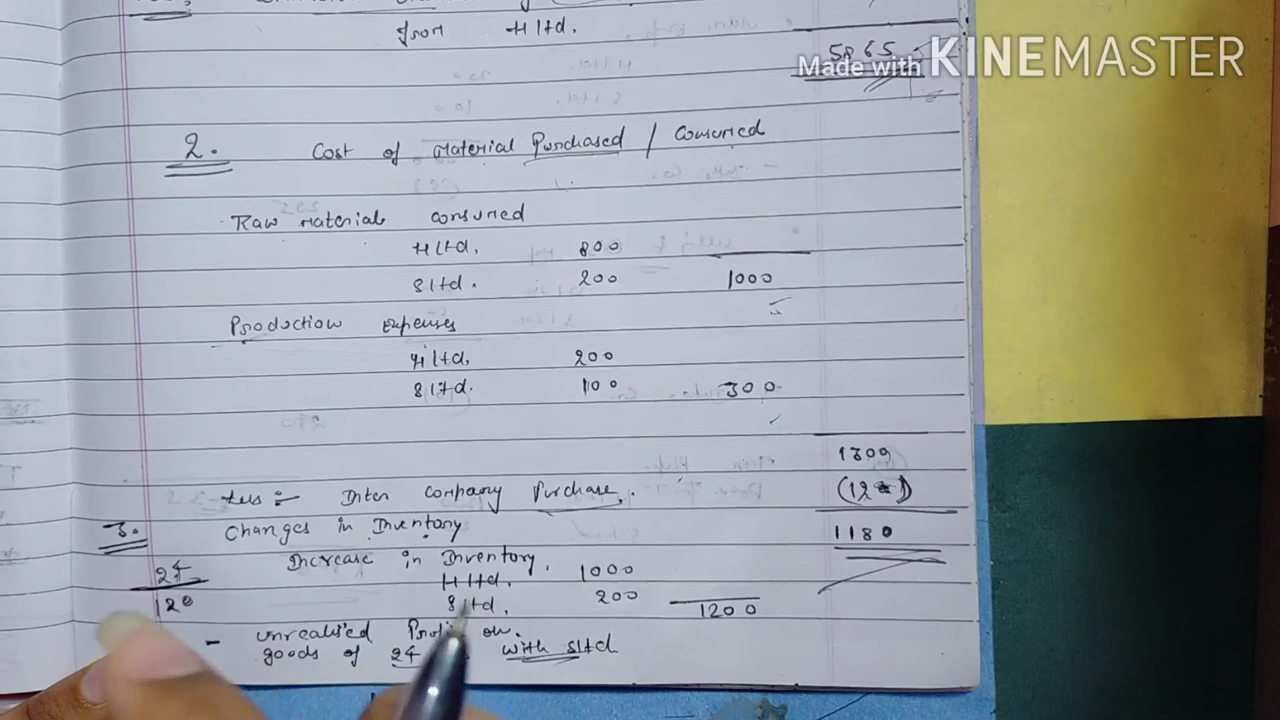 from H Ltd.
5865
Made with KINEMASTER
2. Cost of Material Purchased / Consumed
Raw Material Consumed
H Ltd. 800
S Ltd. 200 1000
Production Expenses
H Ltd. 200
S Ltd. 100 300
1300
Less :- Inter Company Purchase. (120)
3. Changes in Inventory 1180
Increase in Inventory.
24 H Ltd. 1000
120 S Ltd. 200 1200
- unrealised Profit on
goods of 24 with S Ltd